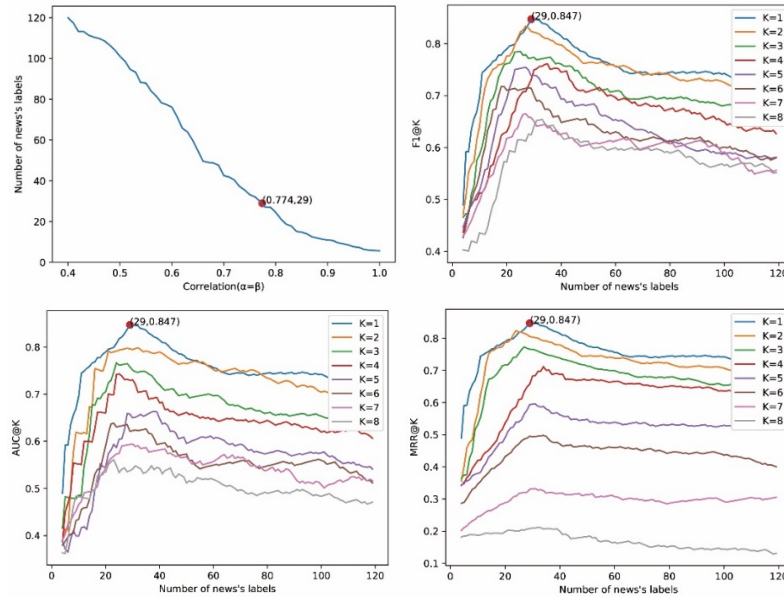 120
100
80
60
40
20
0
Number of news's labels
(0.774,29)
0.4 0.5 0.6 0.7 0.8 0.9 1.0
Correlation(α=β)
(29,0.847)
K=1
K=2
K=3
K=4
K=5
K=6
K=7
K=8
0.8
0.7
0.6
0.5
0.4
F1@K
0 20 40 60 80 100 120
Number of news's labels
(29,0.847)
K=1
K=2
K=3
K=4
K=5
K=6
K=7
K=8
0.8
0.7
0.6
0.5
0.4
AUC@K
0 20 40 60 80 100 120
Number of news's labels
(29,0.847)
K=1
K=2
K=3
K=4
K=5
K=6
K=7
K=8
0.8
0.7
0.6
0.5
0.4
0.3
0.2
0.1
MRR@K
0 20 40 60 80 100 120
Number of news's labels